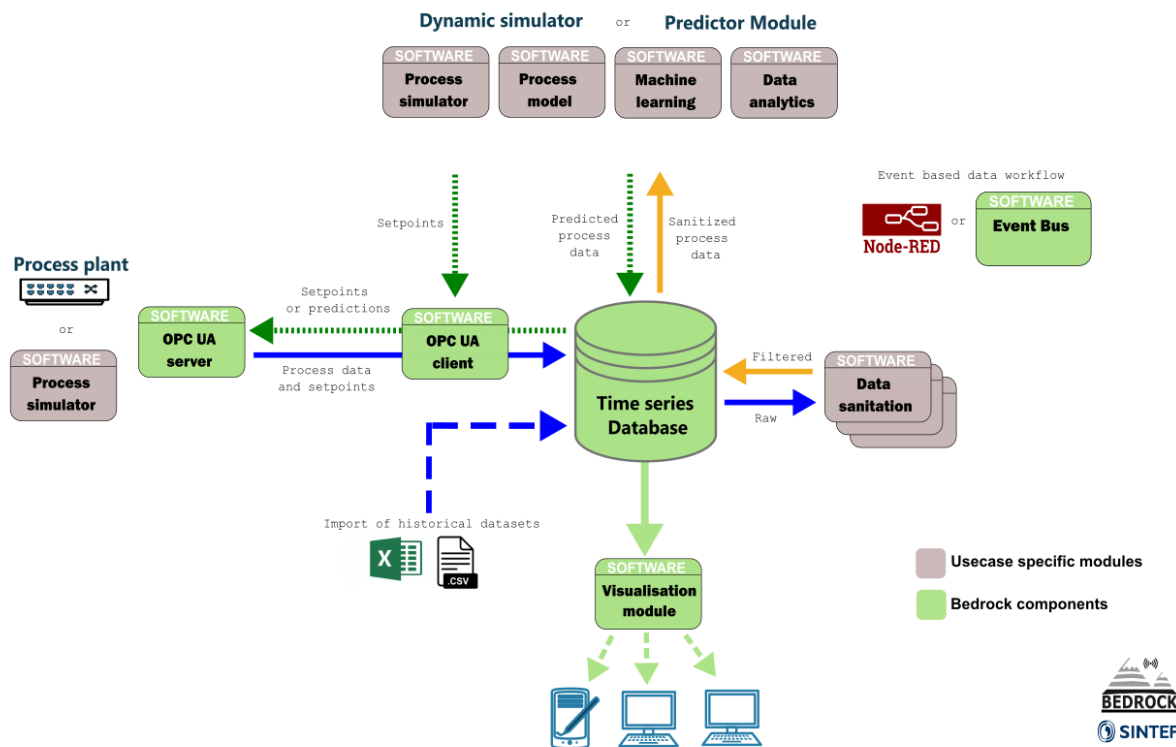 Dynamic simulator or Predictor Module
SOFTWARE
Process
simulator
SOFTWARE
Process
model
SOFTWARE
Machine
learning
SOFTWARE
Data
analytics
Setpoints
Predicted
process
data
Sanitized
process
data
Event based data workflow
Node-RED
or
SOFTWARE
Event Bus
Process plant
or
SOFTWARE
Process
simulator
SOFTWARE
OPC UA
server
Setpoints
or predictions
Process data
and setpoints
SOFTWARE
OPC UA
client
Time series
Database
Filtered
Raw
SOFTWARE
Data
sanitation
Import of historical datasets
X
.CSV
SOFTWARE
Visualisation
module
Usecase specific modules
Bedrock components
BEDROCK
SINTEF